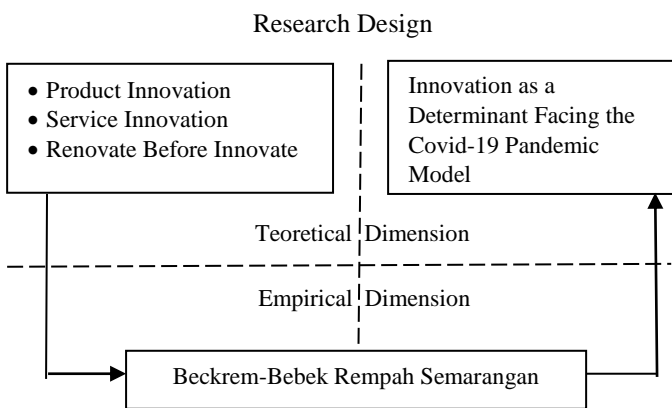 Research Design
• Product Innovation
• Service Innovation
• Renovate Before Innovate
Innovation as a
Determinant Facing the
Covid-19 Pandemic
Model
Teoretical Dimension
Empirical Dimension
Beckrem-Bebek Rempah Semarangan